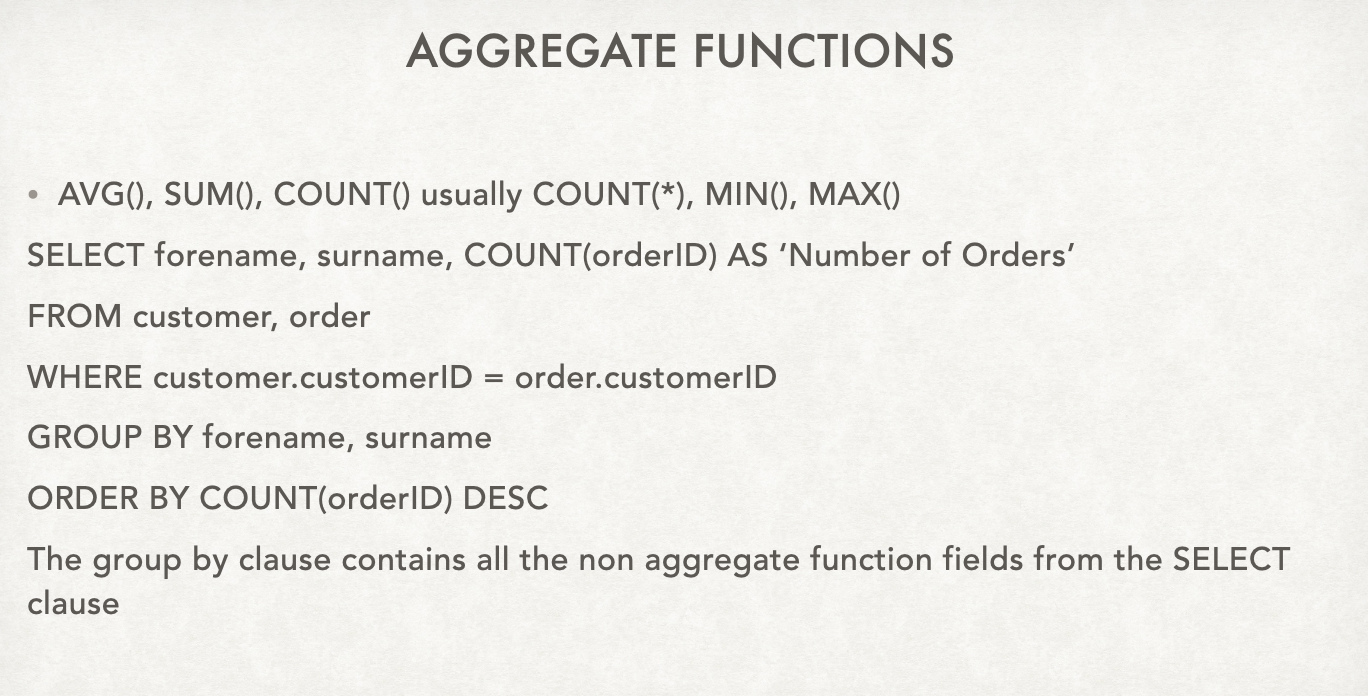 AGGREGATE FUNCTIONS
• AVG(), SUM(), COUNT() usually COUNT(*), MIN(), MAX()
SELECT forename, surname, COUNT(orderID) AS ‘Number of Orders’
FROM customer, order
WHERE customer.customerID = order.customerID
GROUP BY forename, surname
ORDER BY COUNT(orderID) DESC
The group by clause contains all the non aggregate function fields from the SELECT
clause